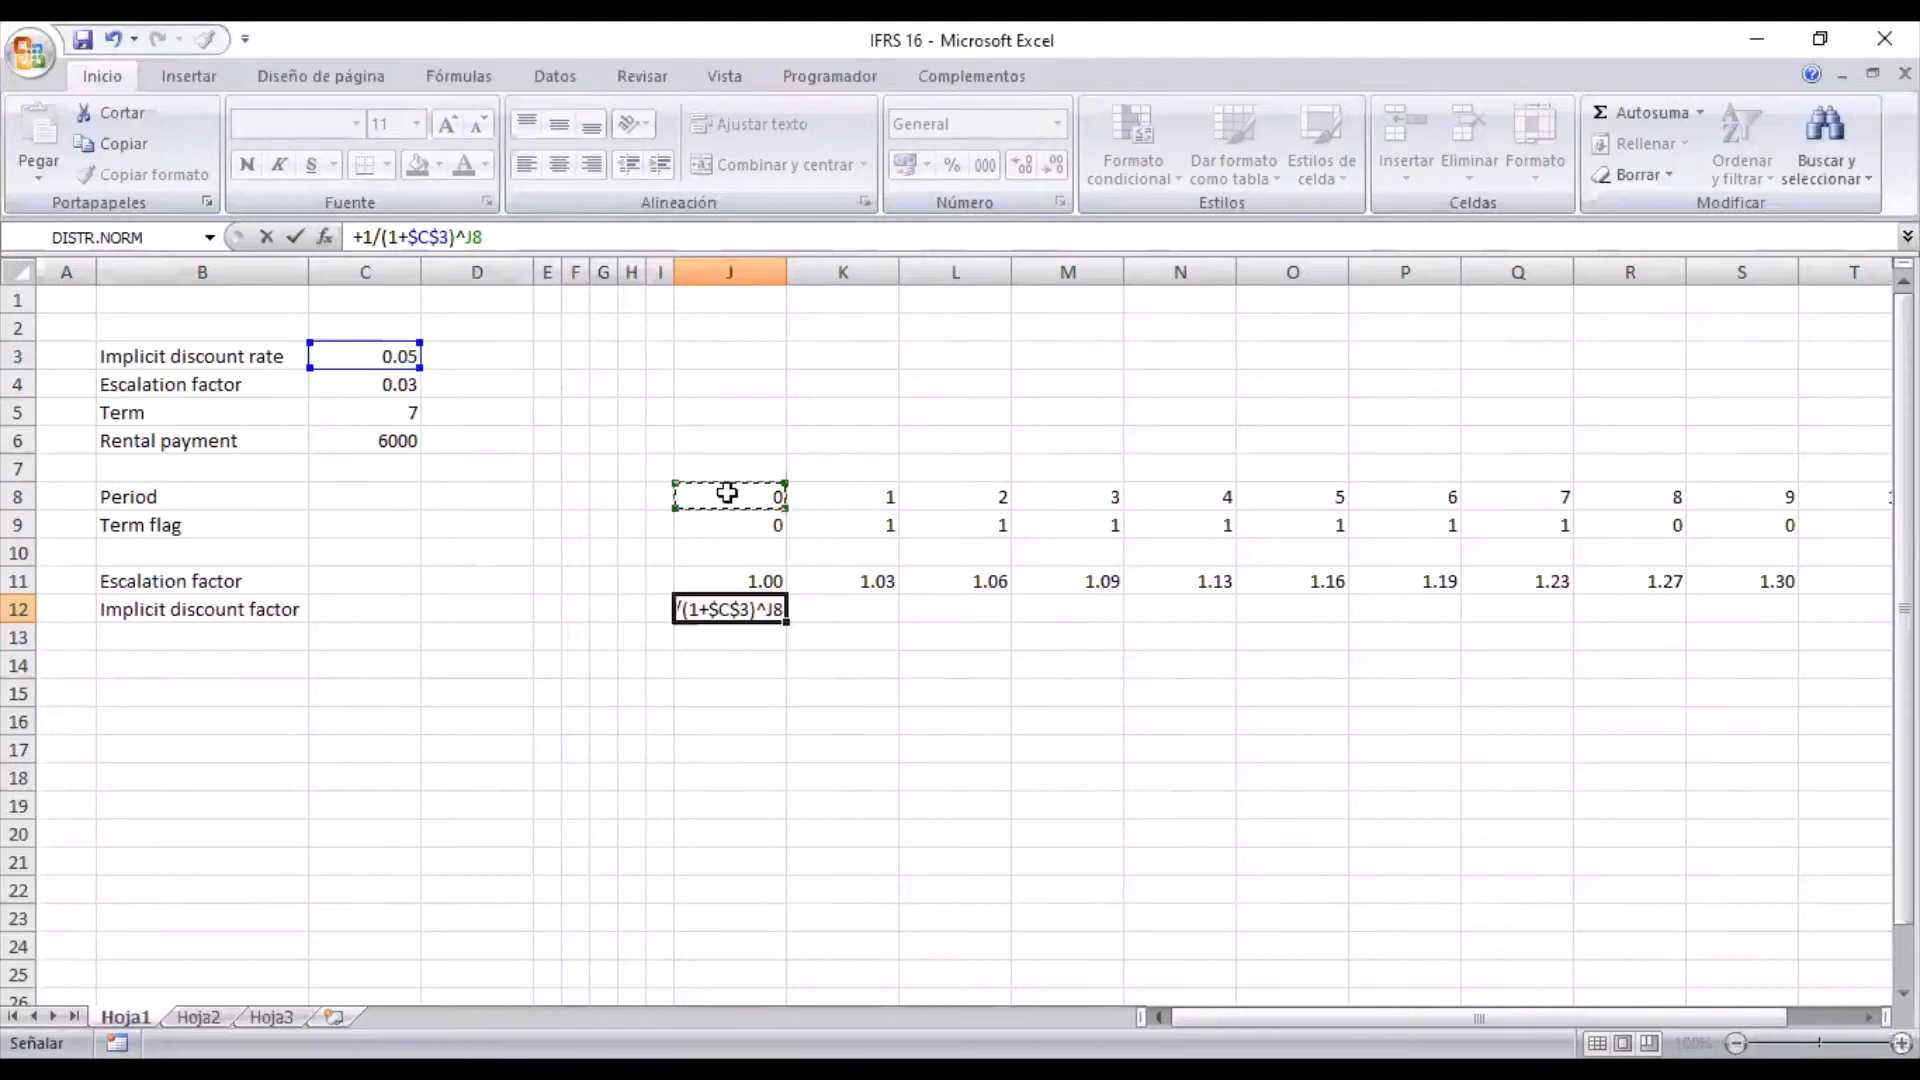 IFRS 16 - Microsoft Excel
Inicio Insertar Diseño de página Fórmulas Datos Revisar Vista Programador Complementos
Pegar Cortar Copiar Copiar formato Portapapeles
11 N K S Fuente
Ajustar texto Combinar y centrar Alineación
General % 000 Número
Formato condicional Dar formato como tabla Estilos de celda Estilos
Insertar Eliminar Formato Celdas
Σ Autosuma Rellenar Borrar Ordenar y filtrar Buscar y seleccionar Modificar
DISTR.NORM fx +1/(1+$C$3)^J8
A B C D E F G H I J K L M N O P Q R S T
1
2
3 Implicit discount rate 0.05
4 Escalation factor 0.03
5 Term 7
6 Rental payment 6000
7
8 Period 0 1 2 3 4 5 6 7 8 9
9 Term flag 0 1 1 1 1 1 1 1 0 0
10
11 Escalation factor 1.00 1.03 1.06 1.09 1.13 1.16 1.19 1.23 1.27 1.30
12 Implicit discount factor /(1+$C$3)^J8
13
14
15
16
17
18
19
20
21
22
23
24
25
26
Hoja1 Hoja2 Hoja3
Señalar 100%